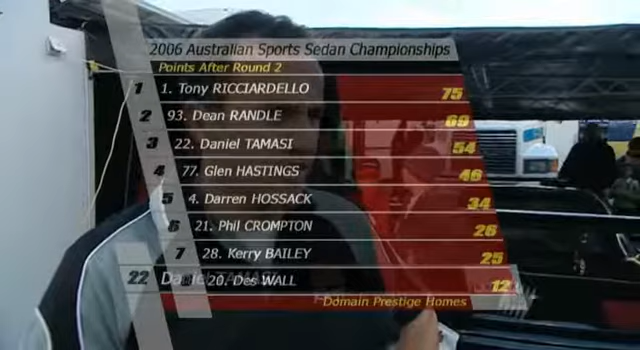 2006 Australian Sports Sedan Championships
Points After Round 2
1 1. Tony RICCIARDELLO 75
2 93. Dean RANDLE 69
3 22. Daniel TAMASI 54
4 77. Glen HASTINGS 46
5 4. Darren HOSSACK 34
6 21. Phil CROMPTON 26
7 28. Kerry BAILEY 25
20. Des WALL 12
22 Daniel TAMASI
Domain Prestige Homes